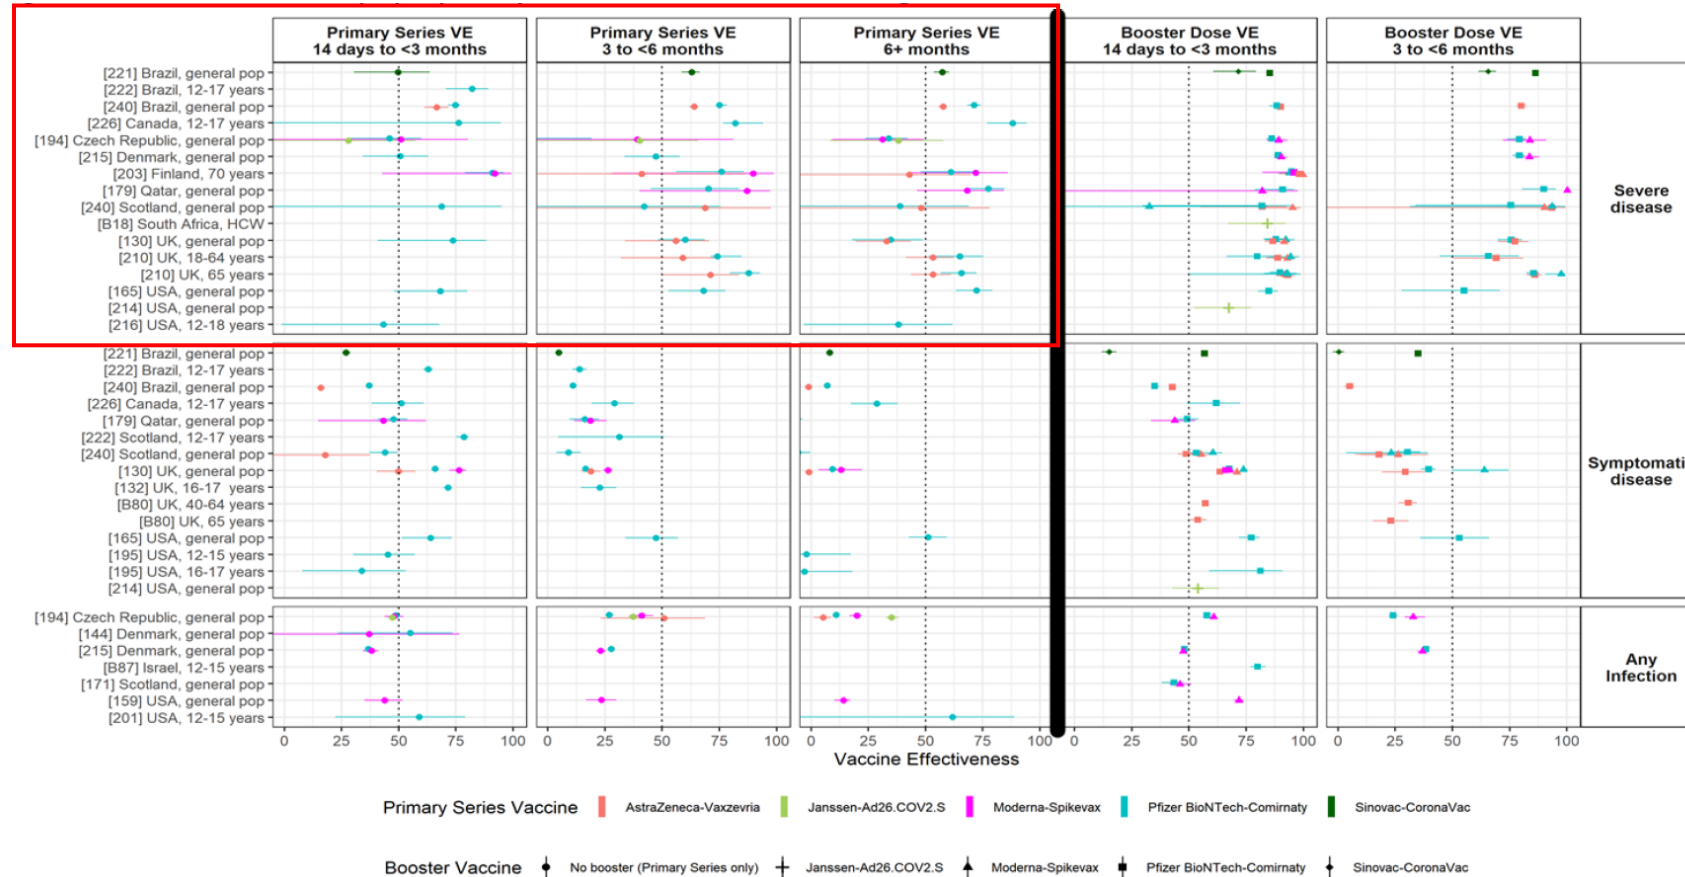 Primary Series VE
14 days to <3 months
Primary Series VE
3 to <6 months
Primary Series VE
6+ months
Booster Dose VE
14 days to <3 months
Booster Dose VE
3 to <6 months
[221] Brazil, general pop
[222] Brazil, 12-17 years
[240] Brazil, general pop
[226] Canada, 12-17 years
[194] Czech Republic, general pop
[215] Denmark, general pop
[203] Finland, 70 years
[179] Qatar, general pop
[240] Scotland, general pop
[B18] South Africa, HCW
[130] UK, general pop
[210] UK, 18-64 years
[210] UK, 65 years
[165] USA, general pop
[214] USA, general pop
[216] USA, 12-18 years
Severe
disease
[221] Brazil, general pop
[222] Brazil, 12-17 years
[240] Brazil, general pop
[226] Canada, 12-17 years
[179] Qatar, general pop
[222] Scotland, 12-17 years
[240] Scotland, general pop
[130] UK, general pop
[132] UK, 16-17 years
[B80] UK, 40-64 years
[B80] UK, 65 years
[165] USA, general pop
[195] USA, 12-15 years
[195] USA, 16-17 years
[214] USA, general pop
Symptomati
disease
[194] Czech Republic, general pop
[144] Denmark, general pop
[215] Denmark, general pop
[B87] Israel, 12-15 years
[171] Scotland, general pop
[159] USA, general pop
[201] USA, 12-15 years
Any
Infection
0 25 50 75 100 0 25 50 75 100 0 25 50 75 100 0 25 50 75 100 0 25 50 75 100
Vaccine Effectiveness
Primary Series Vaccine AstraZeneca-Vaxzevria Janssen-Ad26.COV2.S Moderna-Spikevax Pfizer BioNTech-Comirnaty Sinovac-CoronaVac
Booster Vaccine No booster (Primary Series only) Janssen-Ad26.COV2.S Moderna-Spikevax Pfizer BioNTech-Comirnaty Sinovac-CoronaVac